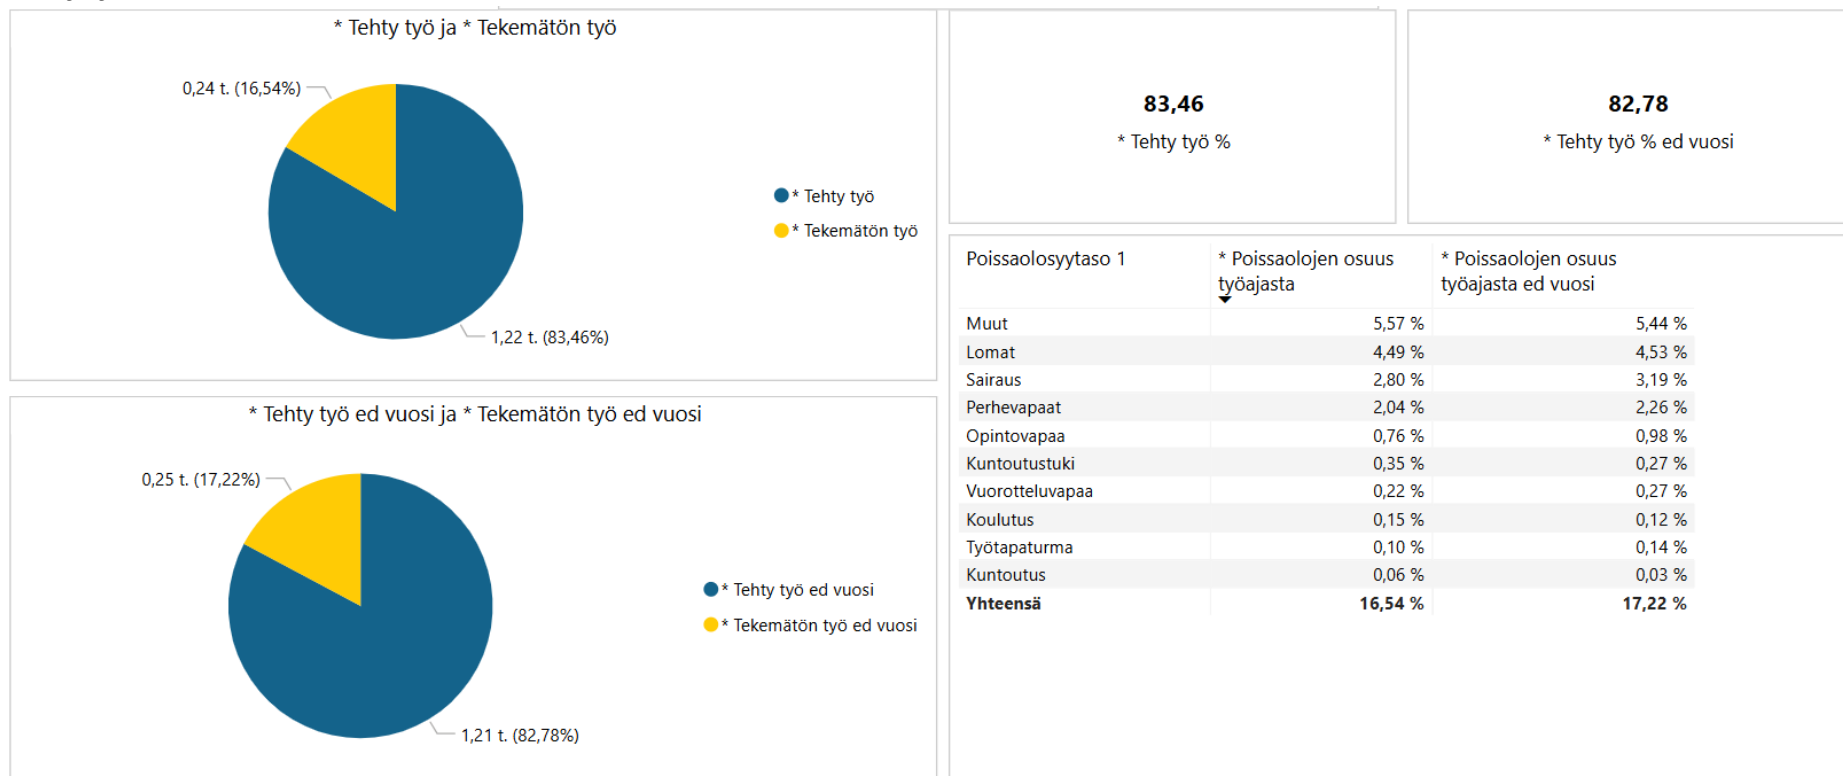 * Tehty työ ja * Tekemätön työ
0,24 t. (16,54%)
1,22 t. (83,46%)
* Tehty työ
* Tekemätön työ
* Tehty työ ed vuosi ja * Tekemätön työ ed vuosi
0,25 t. (17,22%)
1,21 t. (82,78%)
* Tehty työ ed vuosi
* Tekemätön työ ed vuosi
83,46
* Tehty työ %
82,78
* Tehty työ % ed vuosi
Poissaolosyytaso 1 * Poissaolojen osuus * Poissaolojen osuus
työajasta työajasta ed vuosi
Muut 5,57 % 5,44 %
Lomat 4,49 % 4,53 %
Sairaus 2,80 % 3,19 %
Perhevapaat 2,04 % 2,26 %
Opintovapaa 0,76 % 0,98 %
Kuntoutustuki 0,35 % 0,27 %
Vuorotteluvapaa 0,22 % 0,27 %
Koulutus 0,15 % 0,12 %
Työtapaturma 0,10 % 0,14 %
Kuntoutus 0,06 % 0,03 %
Yhteensä 16,54 % 17,22 %